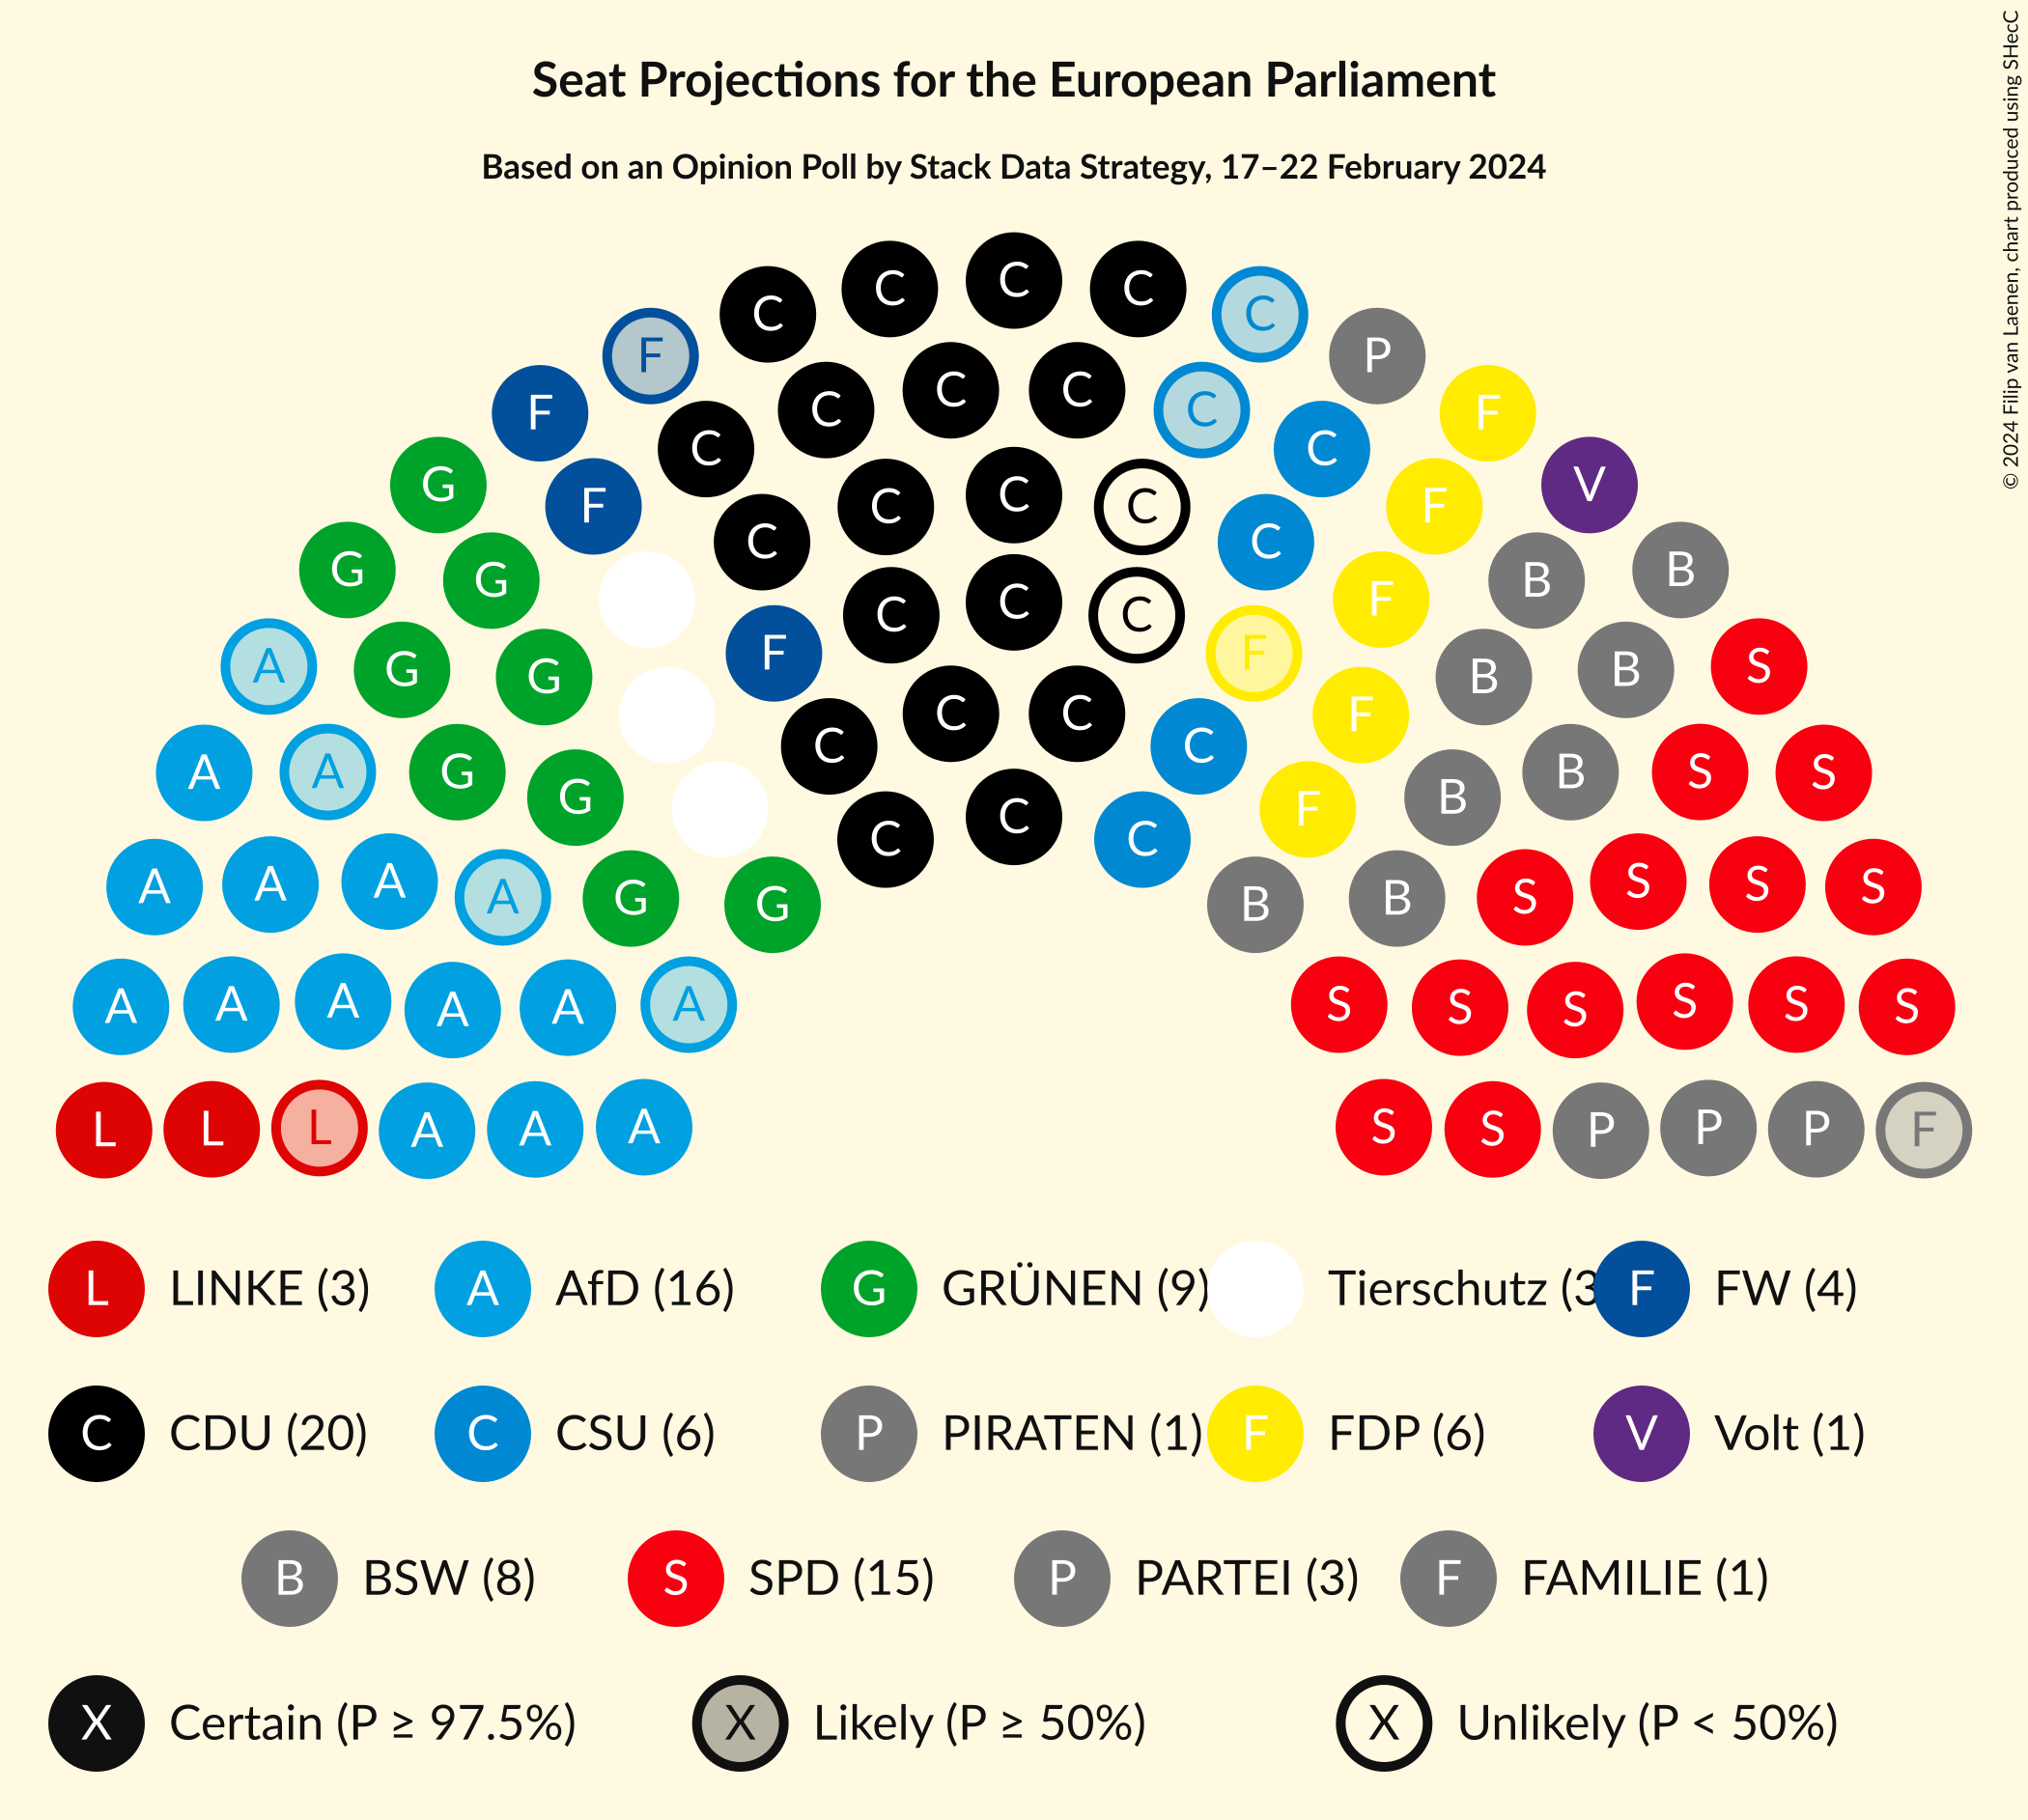 Seat Projections for the European Parliament
Based on an Opinion Poll by Stack Data Strategy, 17–22 February 2024
© 2024 Filip van Laenen, chart produced using SHecC
C C C C C
F C P
F C C C C C F
G F C C C C F V
G G C C C B B
F C C C F F
A G G F B B S
A A G C C C C B B S S
G C C C F B
A A A A G G B B S S S S
A A A A A A S S S S S S
L L L A A A S S P P P F
L LINKE (3) A AfD (16) G GRÜNEN (9) Tierschutz (3 F FW (4)
C CDU (20) C CSU (6) P PIRATEN (1) F FDP (6) V Volt (1)
B BSW (8) S SPD (15) P PARTEI (3) F FAMILIE (1)
X Certain (P ≥ 97.5%) X Likely (P ≥ 50%) X Unlikely (P < 50%)